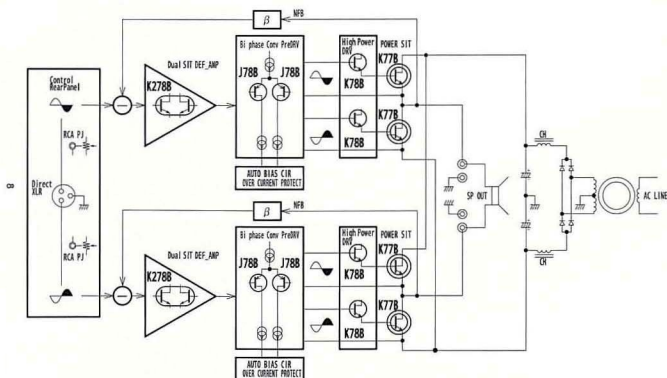 β
NFB
Dual SIT DEF_AMP
Bi phase Conv PreDRV
High Power
DRV
POWER SIT
K77B
Control
RearPanel
K278B
J78B
J78B
K78B
K77B
RCA PJ
K78B
CH
8
Direct
XLR
AUTO BIAS CIR
OVER CURRENT PROTECT
SP OUT
AC LINE
β
NFB
RCA PJ
Dual SIT DEF_AMP
Bi phase Conv PreDRV
High Power
DRV
POWER SIT
K77B
CH
K278B
J78B
J78B
K78B
K77B
K78B
AUTO BIAS CIR
OVER CURRENT PROTECT